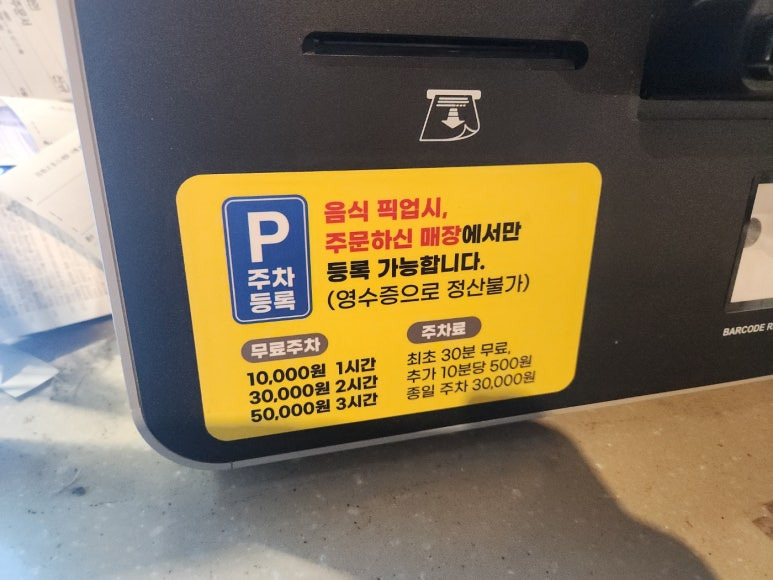 P
주차
등록
음식 픽업시,
주문하신 매장에서만
등록 가능합니다.
(영수증으로 정산불가)
무료주차
10,000원 1시간
30,000원 2시간
50,000원 3시간
주차료
최초 30분 무료,
추가 10분당 500원
종일 주차 30,000원
BARCODE